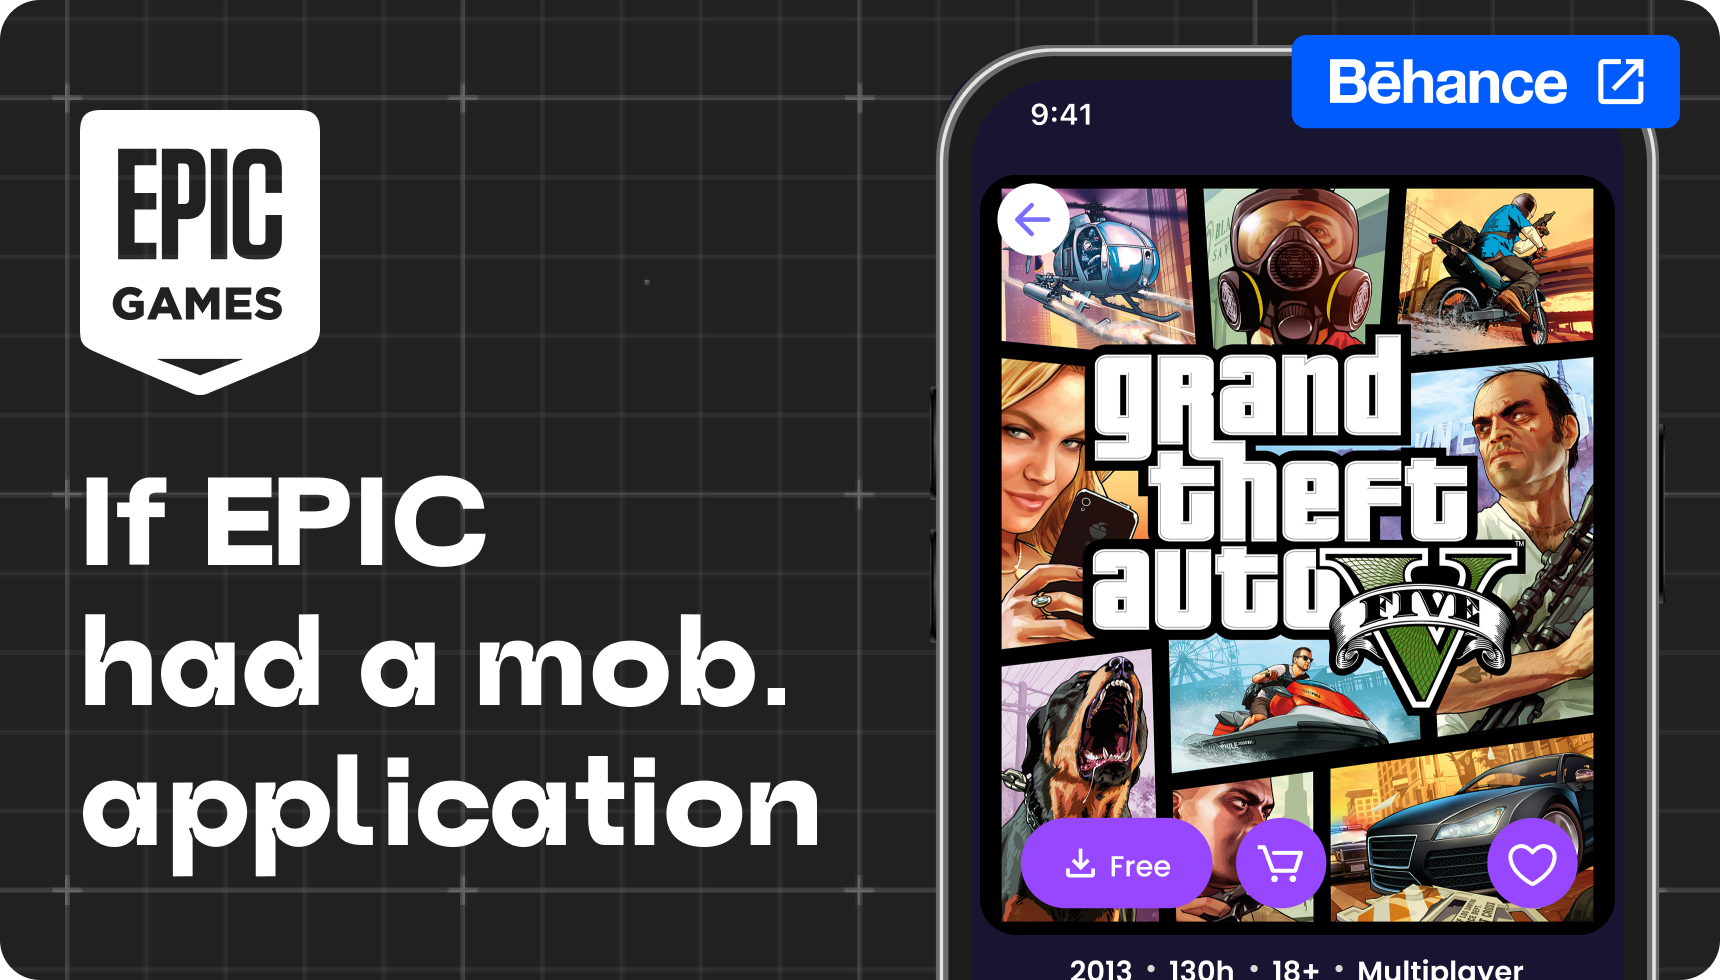 EPIC
GAMES
If EPIC
had a mob.
application
Bēhance
9:41
grand
theft
auto
V
FIVE
TM
Free
2013 • 130h • 18+ • Multiplayer